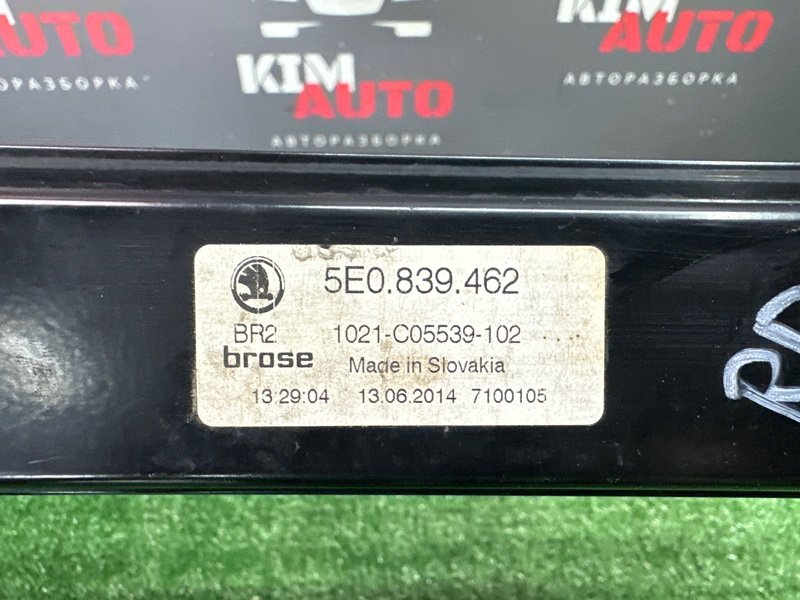 AUTO
АВТОРАЗБОРКА
KIM
AUTO
АВТОРАЗБОРКА
KIM
AUTO
АВТОРАЗБОРКА
5E0.839.462
BR2 1021-C05539-102
brose Made in Slovakia
13:29:04 13.06.2014 7100105